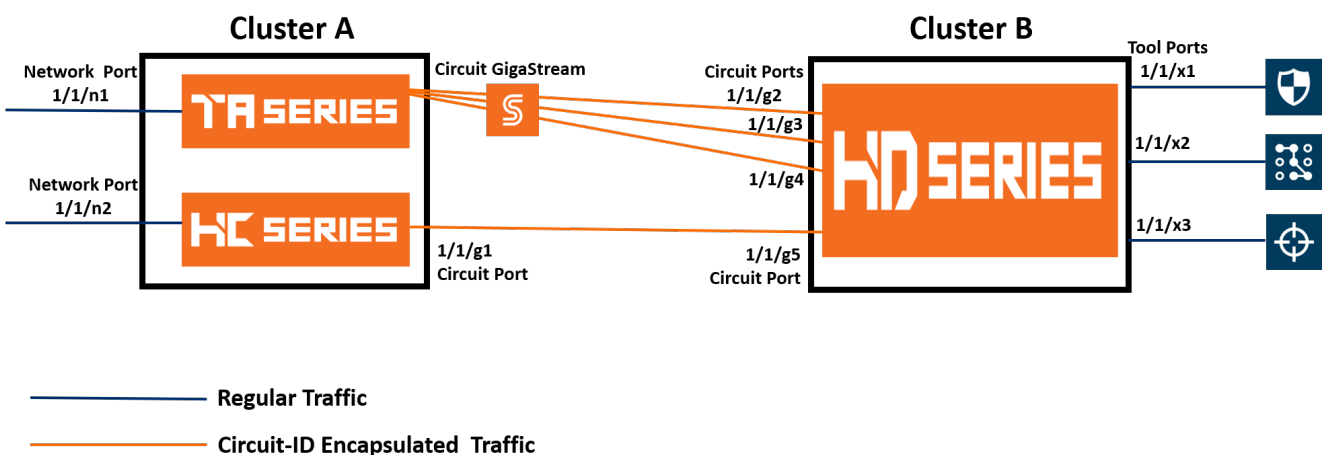 Cluster A
Cluster B
Network Port
1/1/n1
TA SERIES
Circuit GigaStream
S
Circuit Ports
1/1/g2
1/1/g3
1/1/g4
HD SERIES
Tool Ports
1/1/x1
1/1/x2
1/1/x3
Network Port
1/1/n2
HC SERIES
1/1/g1
Circuit Port
1/1/g5
Circuit Port
Regular Traffic
Circuit-ID Encapsulated Traffic